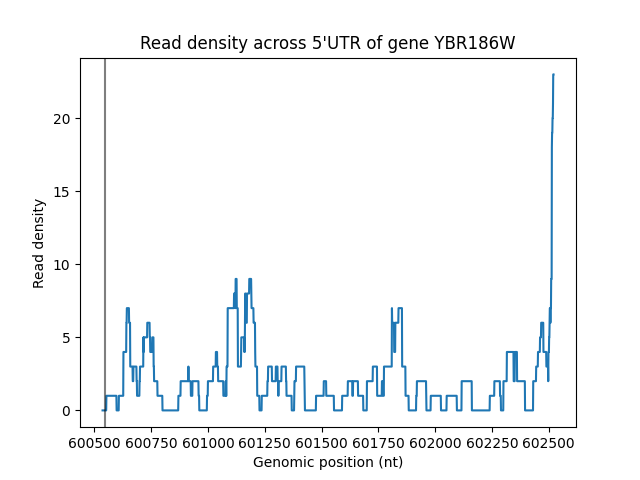 Read density across 5'UTR of gene YBR186W
Read density
20
15
10
5
0
600500 600750 601000 601250 601500 601750 602000 602250 602500
Genomic position (nt)